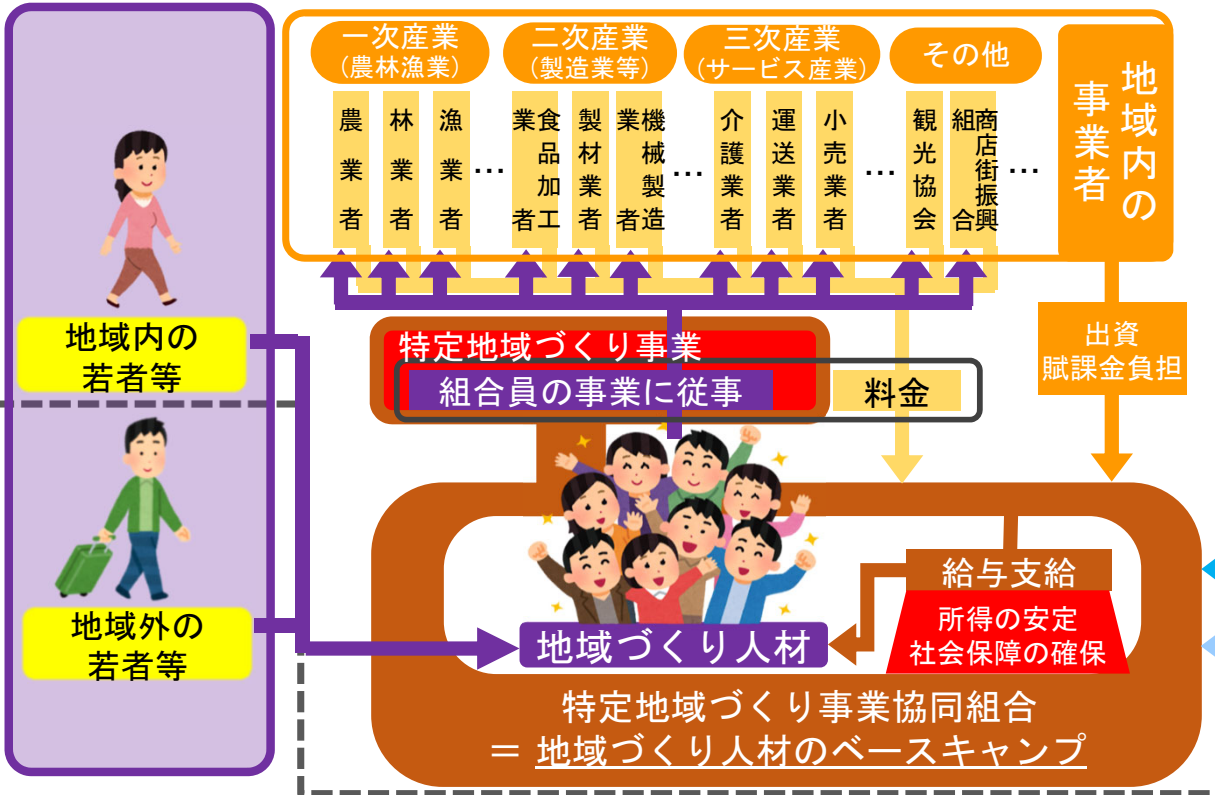 一次産業
(農林漁業)
二次産業
(製造業等)
三次産業
(サービス産業)
その他
地域内の
事業者
農業者
林業者
漁業者
…
食品加工
業者
製材業者
機械製造
業者
…
介護業者
運送業者
小売業者
…
観光協会
商店街振興
組合
…
地域内の
若者等
地域外の
若者等
特定地域づくり事業
組合員の事業に従事
料金
出資
賦課金負担
給与支給
所得の安定
社会保障の確保
地域づくり人材
特定地域づくり事業協同組合
＝ 地域づくり人材のベースキャンプ